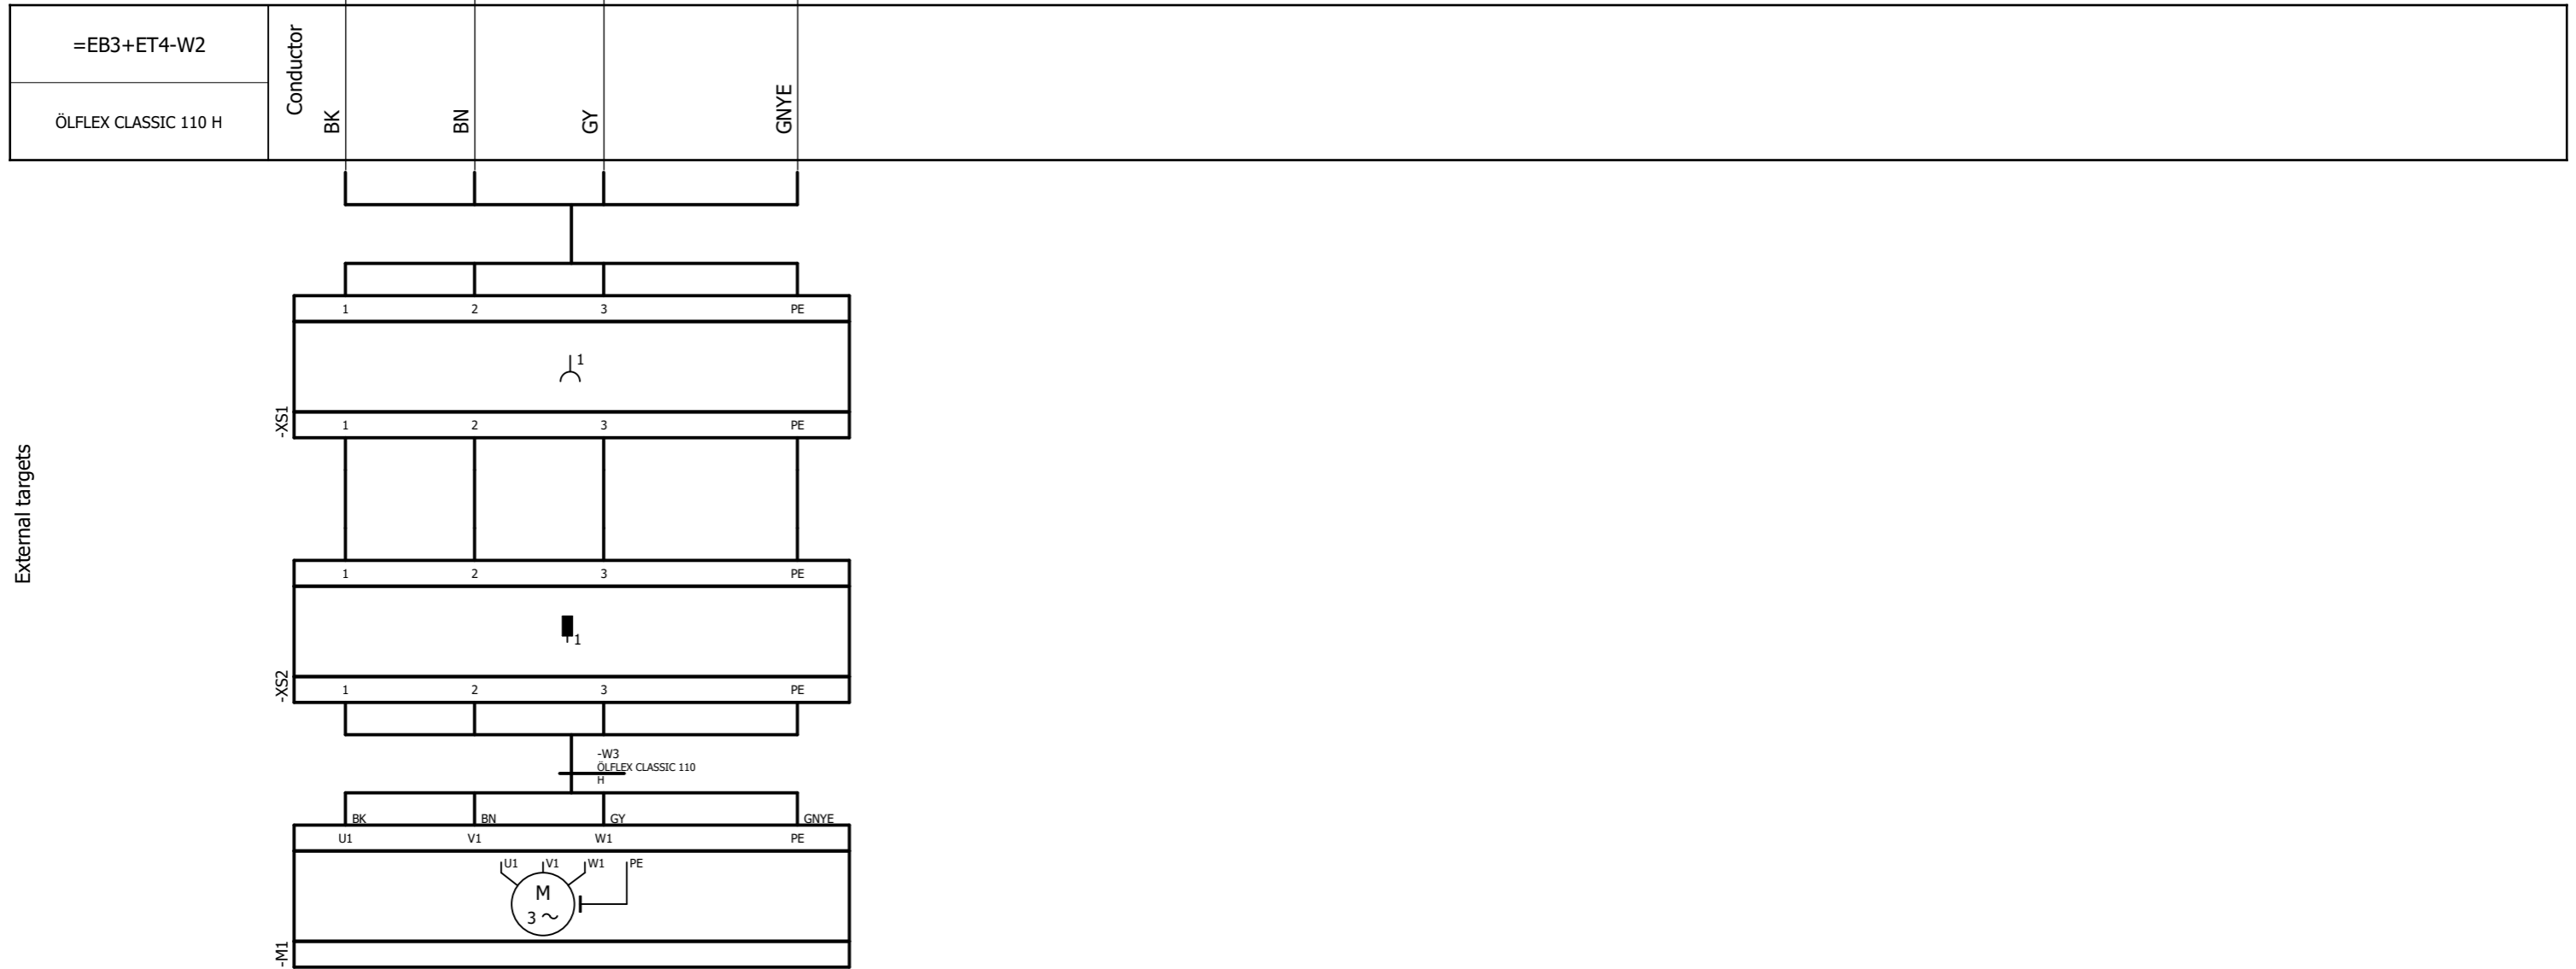 =EB3+ET4-W2
ÖLFLEX CLASSIC 110 H
Conductor
BK
BN
GY
GNYE
External targets
-XS1
1 2 3 PE
1
1 2 3 PE
-XS2
1 2 3 PE
1
1 2 3 PE
-W3
ÖLFLEX CLASSIC 110
H
BK BN GY GNYE
-M1
U1 V1 W1 PE
U1 V1 W1 PE
M
3 ~